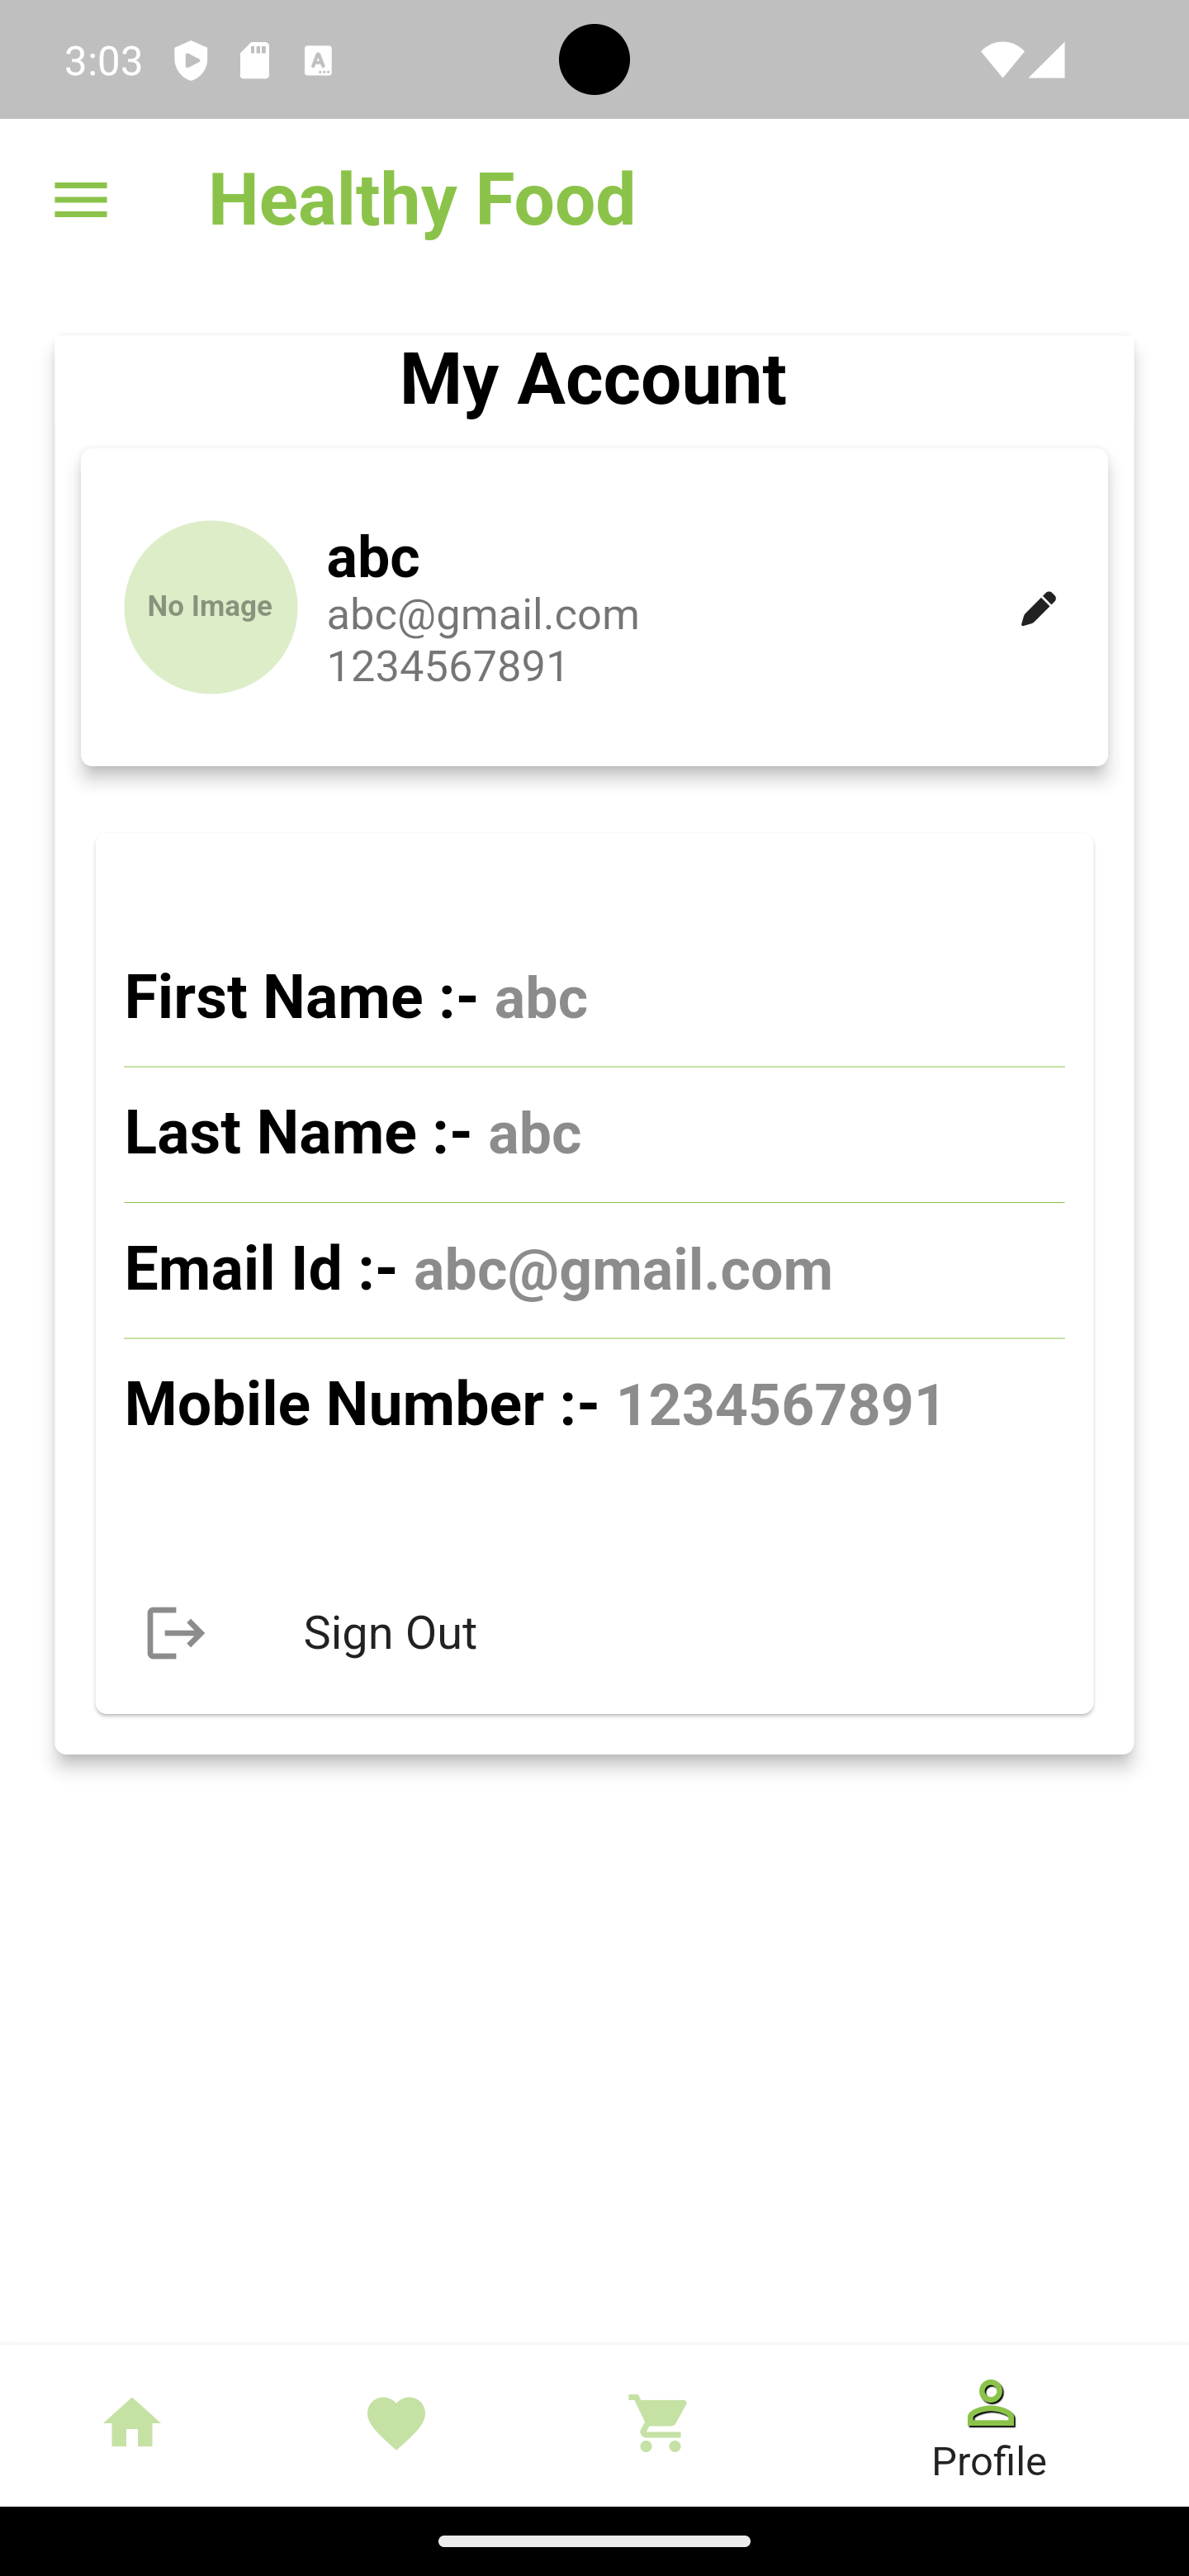 3:03
Healthy Food
My Account
No Image
abc
abc@gmail.com
1234567891
First Name :- abc
Last Name :- abc
Email Id :- abc@gmail.com
Mobile Number :- 1234567891
Sign Out
Profile